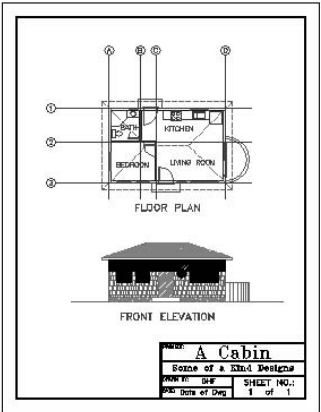 A B C D
1
BATH KITCHEN
2
BEDROOM LIVING ROOM
3
FLOOR PLAN
FRONT ELEVATION
A Cabin
Some of a Kind Designs
SHEET NO.:
Date of Dwg 1 of 1